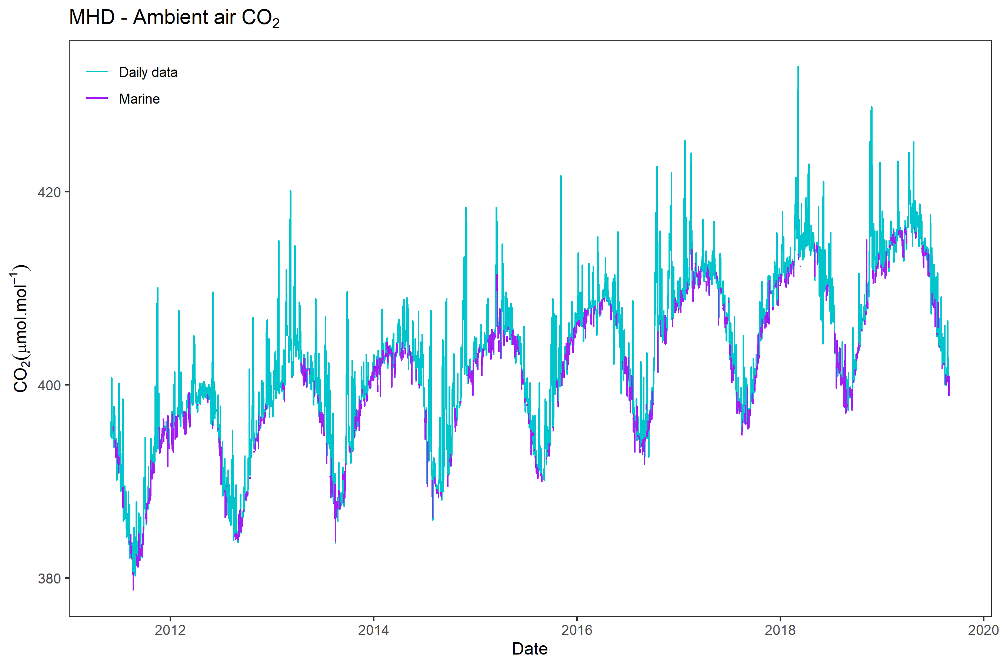 MHD - Ambient air CO₂
Daily data
Marine
420
400
380
CO₂(μmol.mol⁻¹)
2012 2014 2016 2018 2020
Date